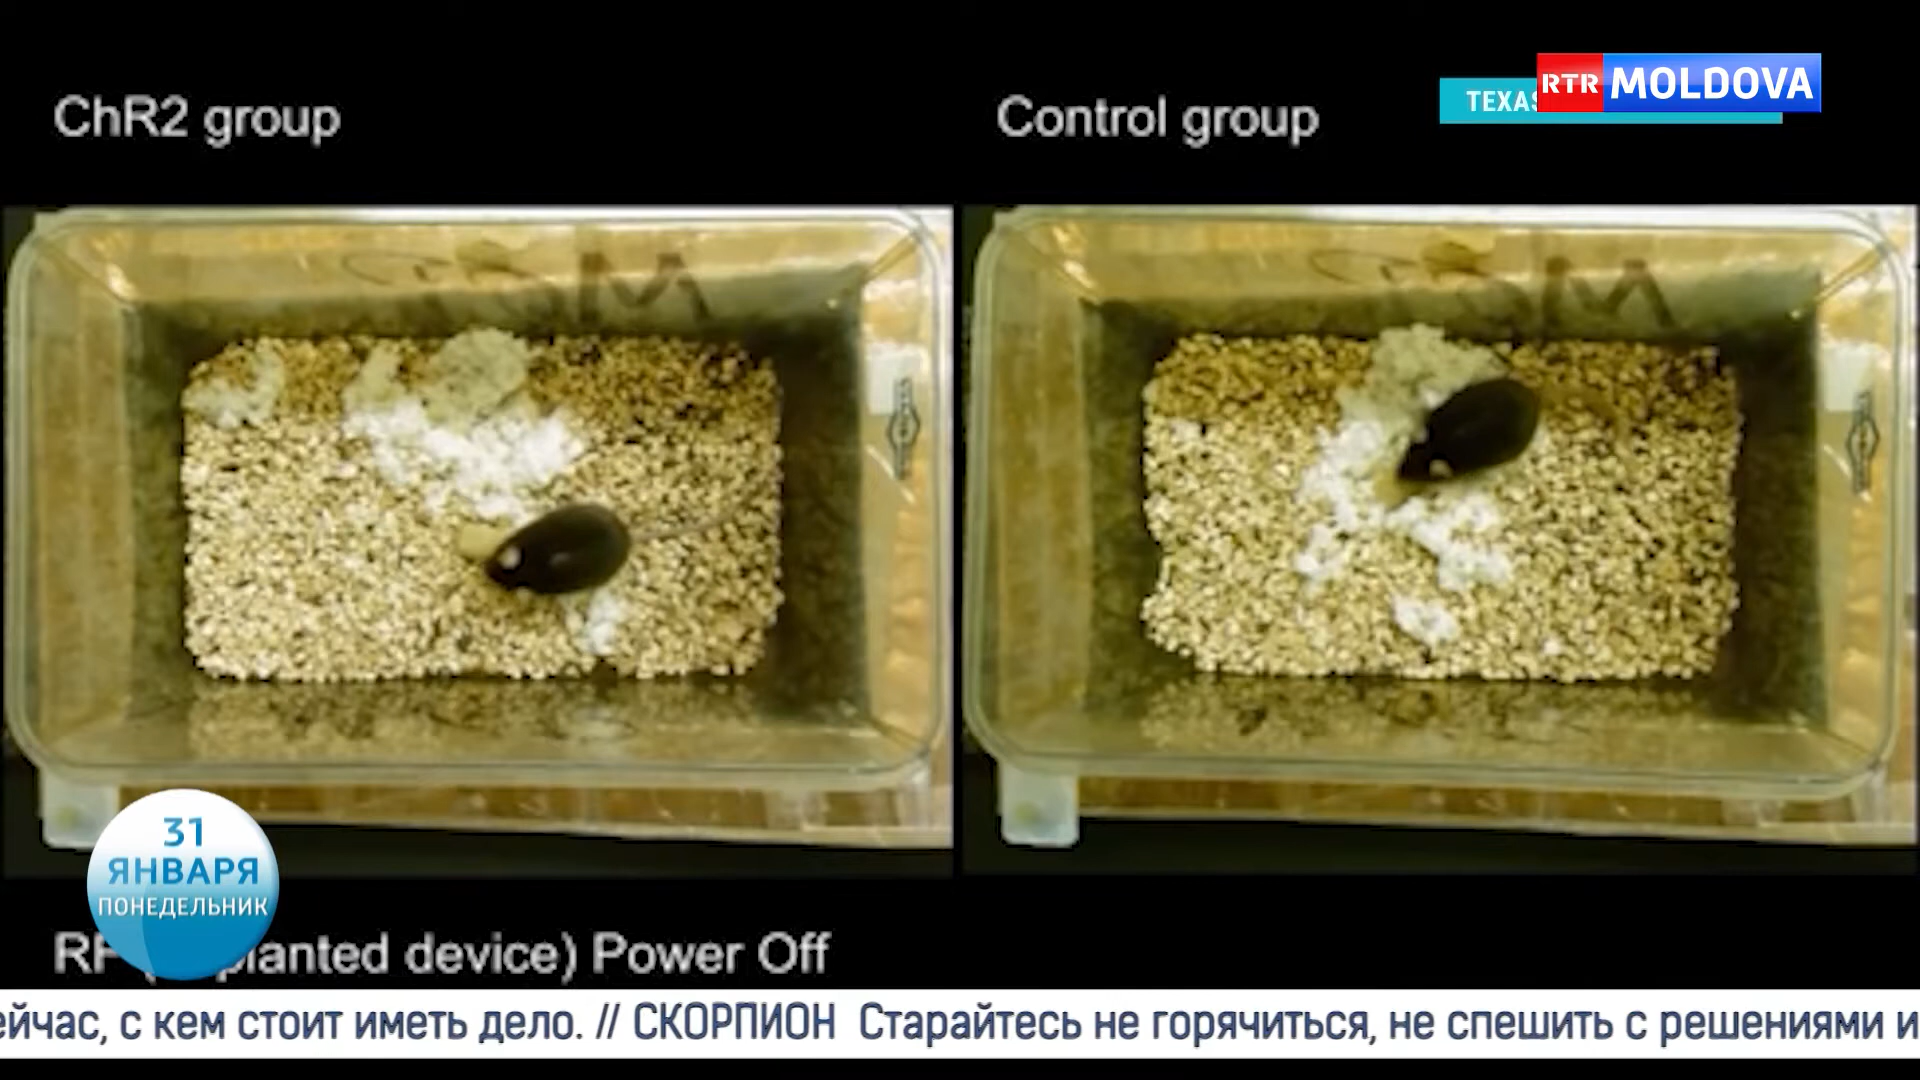 ChR2 group
Control group
TEXAS
RTR MOLDOVA
31
ЯНВАРЯ
ПОНЕДЕЛЬНИК
planted device) Power Off
ейчас, с кем стоит иметь дело. // СКОРПИОН Старайтесь не горячиться, не спешить с решениями и